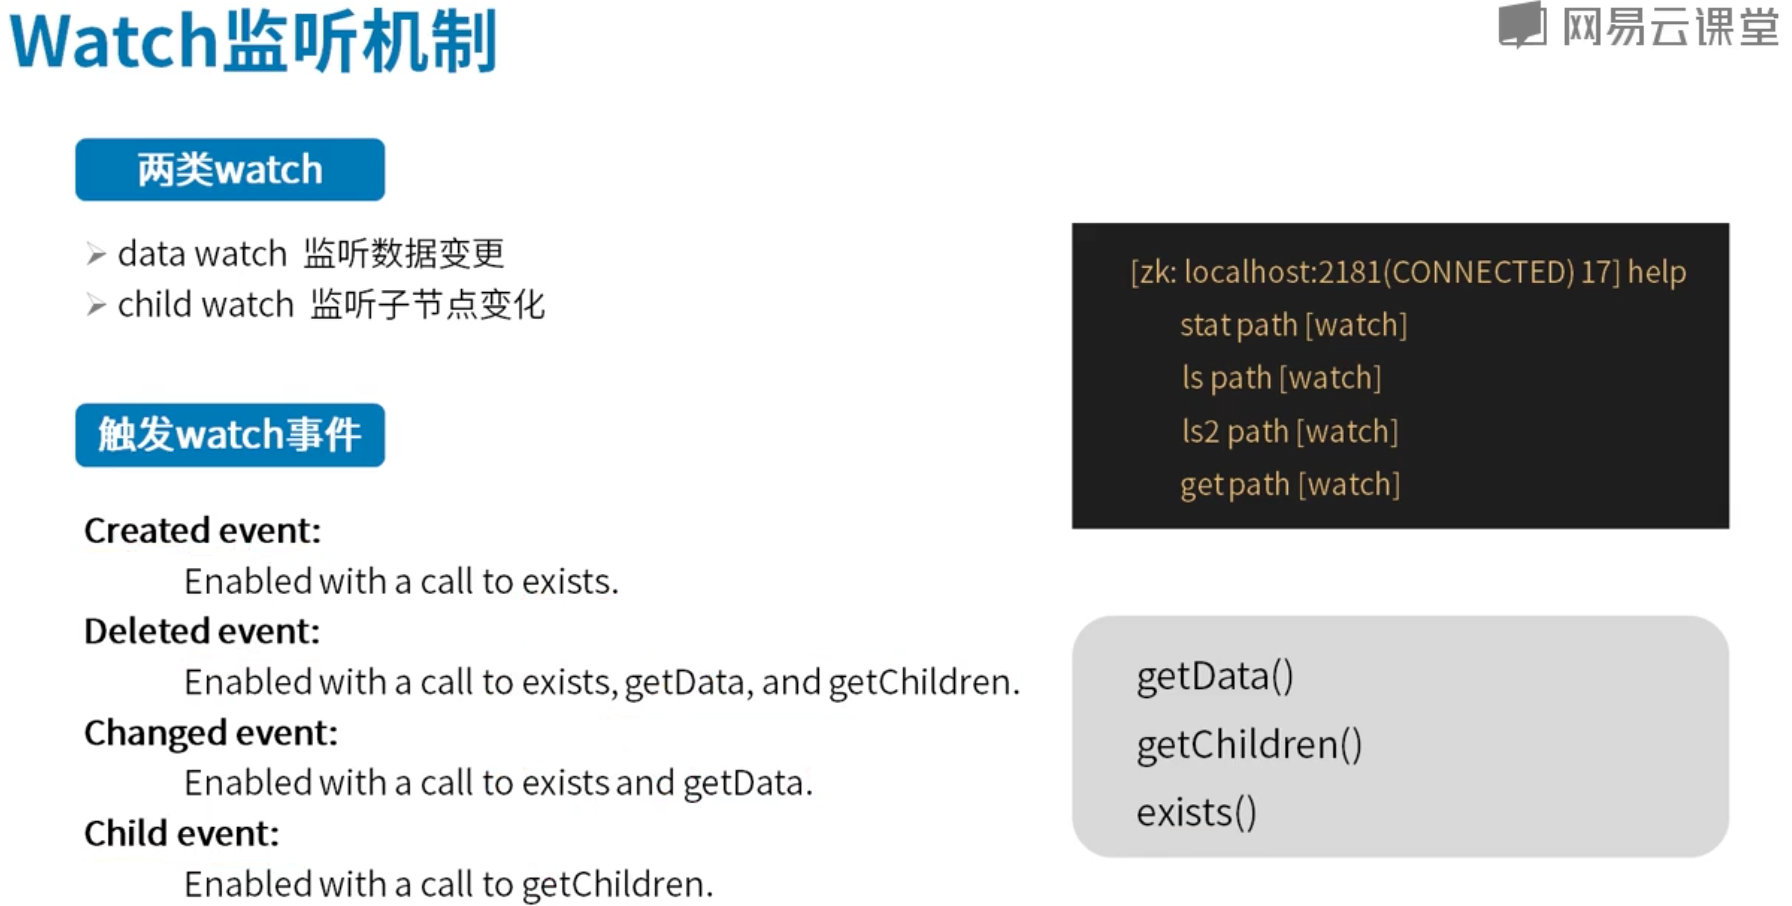 Watch监听机制
网易云课堂
两类watch
data watch 监听数据变更
child watch 监听子节点变化
触发watch事件
Created event:
Enabled with a call to exists.
Deleted event:
Enabled with a call to exists, getData, and getChildren.
Changed event:
Enabled with a call to exists and getData.
Child event:
Enabled with a call to getChildren.
[zk: localhost:2181(CONNECTED) 17] help
stat path [watch]
ls path [watch]
ls2 path [watch]
get path [watch]
getData()
getChildren()
exists()